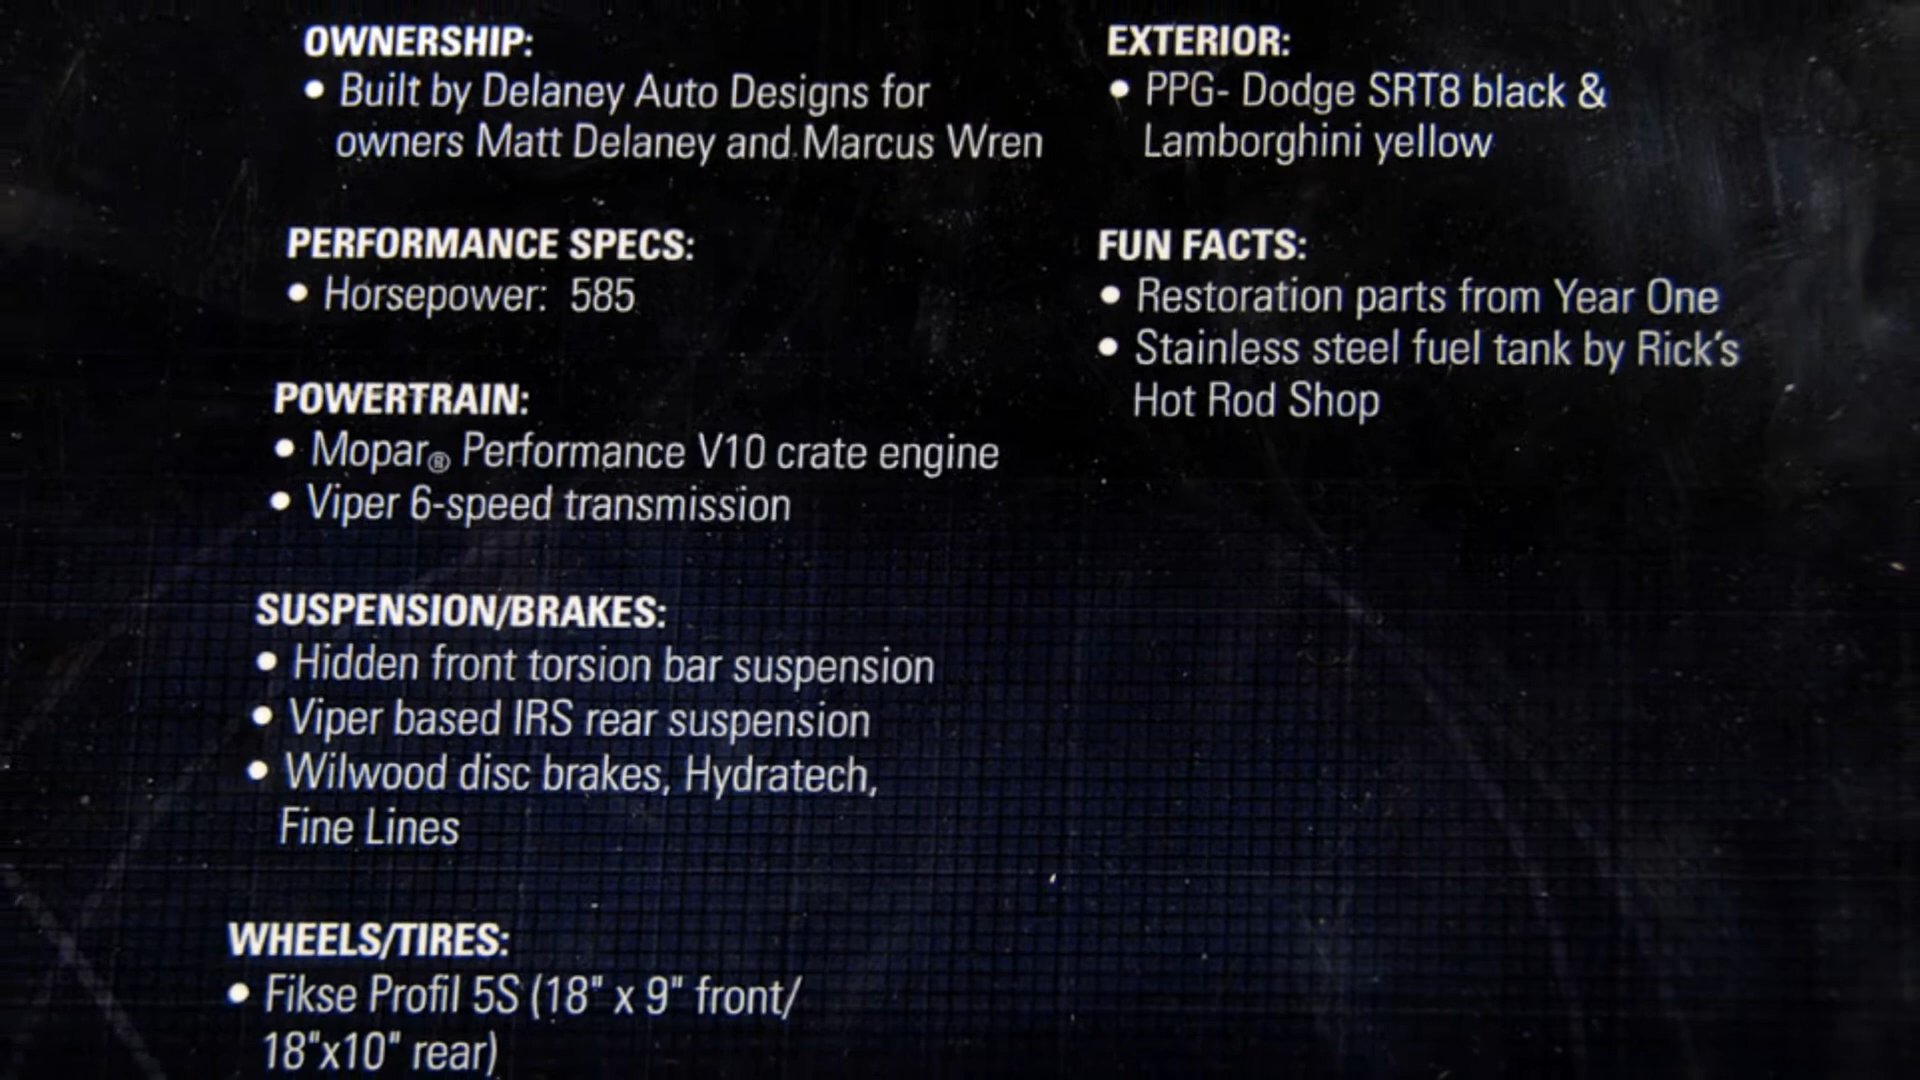 OWNERSHIP:
• Built by Delaney Auto Designs for
owners Matt Delaney and Marcus Wren
PERFORMANCE SPECS:
• Horsepower: 585
POWERTRAIN:
• Mopar® Performance V10 crate engine
• Viper 6-speed transmission
SUSPENSION/BRAKES:
• Hidden front torsion bar suspension
• Viper based IRS rear suspension
• Wilwood disc brakes, Hydratech,
Fine Lines
WHEELS/TIRES:
• Fikse Profil 5S (18" x 9" front/
18"x10" rear)
EXTERIOR:
• PPG- Dodge SRT8 black &
Lamborghini yellow
FUN FACTS:
• Restoration parts from Year One
• Stainless steel fuel tank by Rick's
Hot Rod Shop